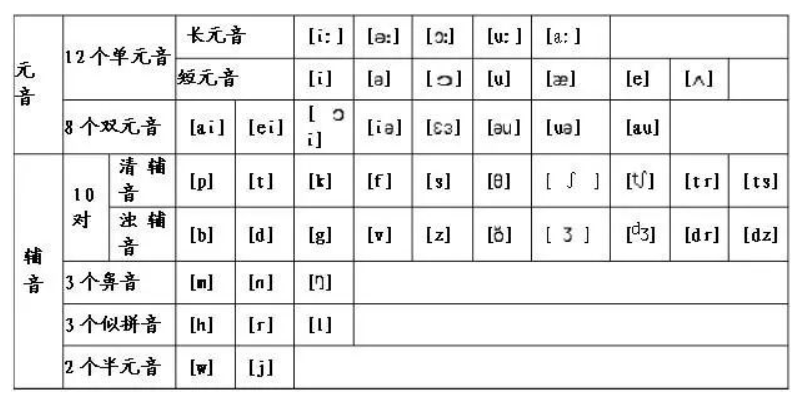 元音 12个单元音 长元音 [i:] [ə:] [ɔ:] [u:] [a:]
短元音 [i] [ə] [ɔ] [u] [æ] [e] [ʌ]
8个双元音 [ai] [ei] [ɔi] [iə] [ɛɜ] [əu] [uə] [au]
辅音 10对 清辅音 [p] [t] [k] [f] [s] [θ] [ʃ] [tʃ] [tr] [ts]
浊辅音 [b] [d] [g] [v] [z] [ð] [ʒ] [dʒ] [dr] [dz]
3个鼻音 [m] [n] [ŋ]
3个似拼音 [h] [r] [l]
2个半元音 [w] [j]